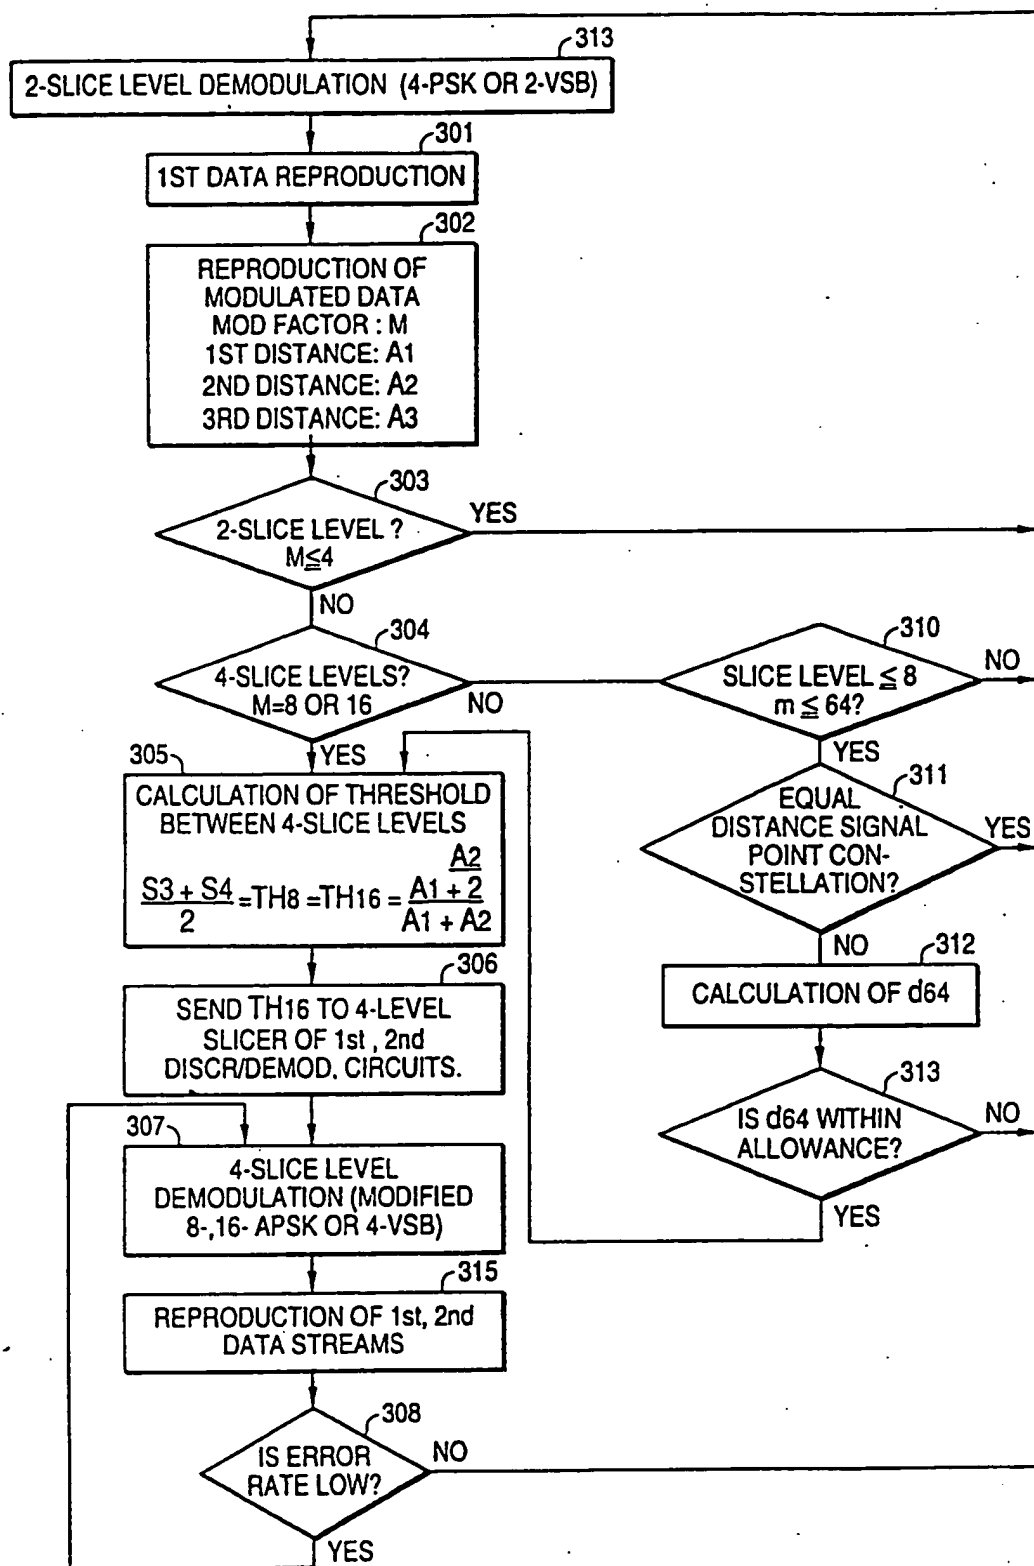 313
2-SLICE LEVEL DEMODULATION (4-PSK OR 2-VSB)
301
1ST DATA REPRODUCTION
302
REPRODUCTION OF
MODULATED DATA
MOD FACTOR : M
1ST DISTANCE: A1
2ND DISTANCE: A2
3RD DISTANCE: A3
303
2-SLICE LEVEL ?
M≦4
YES
NO
304
4-SLICE LEVELS?
M=8 OR 16
NO
YES
310
SLICE LEVEL ≦ 8
m ≦ 64?
NO
YES
305
CALCULATION OF THRESHOLD
BETWEEN 4-SLICE LEVELS
A2
S3 + S4 / 2 =TH8 =TH16 = A1 + 2 / A1 + A2
311
EQUAL
DISTANCE SIGNAL
POINT CON-
STELLATION?
YES
NO
306
SEND TH16 TO 4-LEVEL
SLICER OF 1st , 2nd
DISCR/DEMOD. CIRCUITS.
312
CALCULATION OF d64
313
IS d64 WITHIN
ALLOWANCE?
NO
YES
307
4-SLICE LEVEL
DEMODULATION (MODIFIED
8-,16- APSK OR 4-VSB)
315
REPRODUCTION OF 1st, 2nd
DATA STREAMS
308
IS ERROR
RATE LOW?
NO
YES